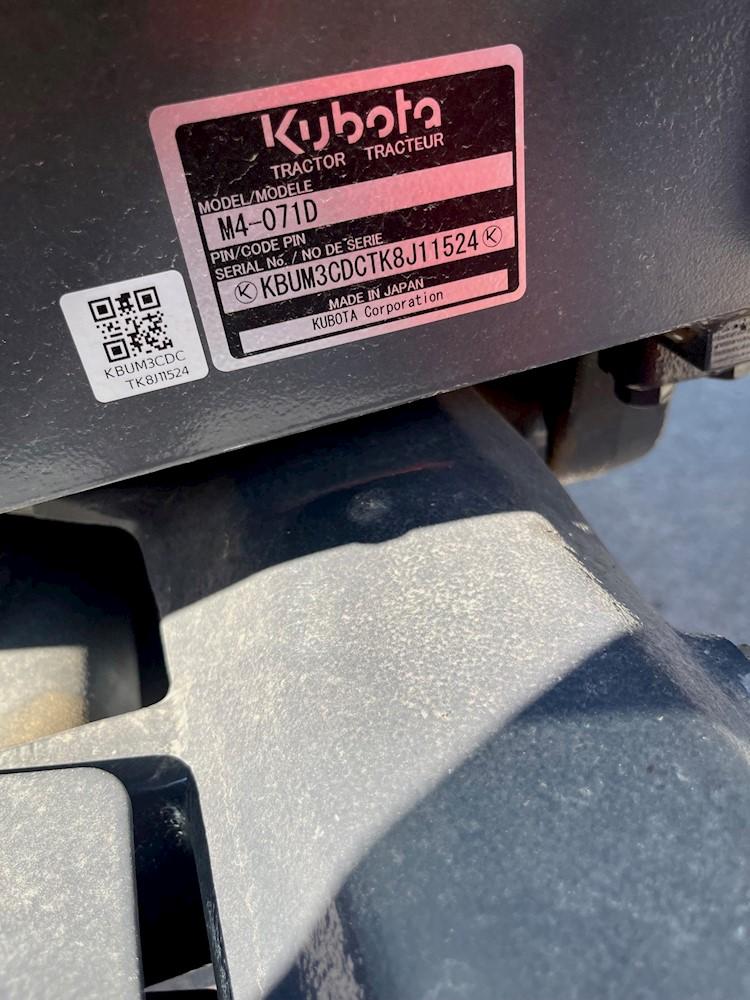 Kubota
TRACTOR TRACTEUR
MODEL/MODELE
M4-071D
PIN/CODE PIN
SERIAL No. / NO DE SERIE
K KBUM3CDCTK8J11524 K
MADE IN JAPAN
KUBOTA Corporation
KBUM3CDC
TK8J11524